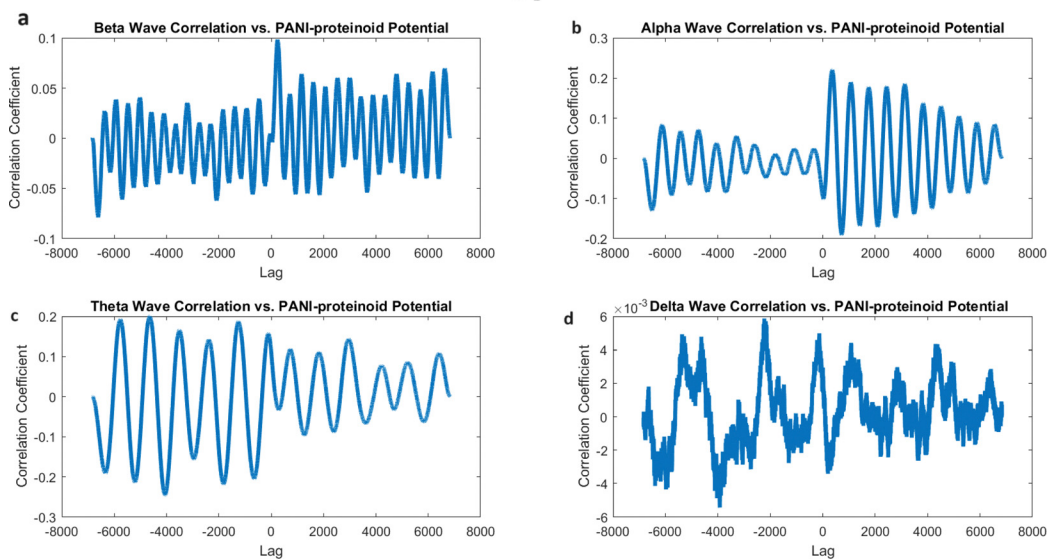 a
Beta Wave Correlation vs. PANI-proteinoid Potential
0.1
0.05
0
-0.05
-0.1
Correlation Coefficient
-8000 -6000 -4000 -2000 0 2000 4000 6000 8000
Lag
b
Alpha Wave Correlation vs. PANI-proteinoid Potential
0.3
0.2
0.1
0
-0.1
-0.2
Correlation Coefficient
-8000 -6000 -4000 -2000 0 2000 4000 6000 8000
Lag
c
Theta Wave Correlation vs. PANI-proteinoid Potential
0.2
0.1
0
-0.1
-0.2
-0.3
Correlation Coefficient
-8000 -6000 -4000 -2000 0 2000 4000 6000 8000
Lag
d
×10⁻³ Delta Wave Correlation vs. PANI-proteinoid Potential
6
4
2
0
-2
-4
-6
Correlation Coefficient
-8000 -6000 -4000 -2000 0 2000 4000 6000 8000
Lag